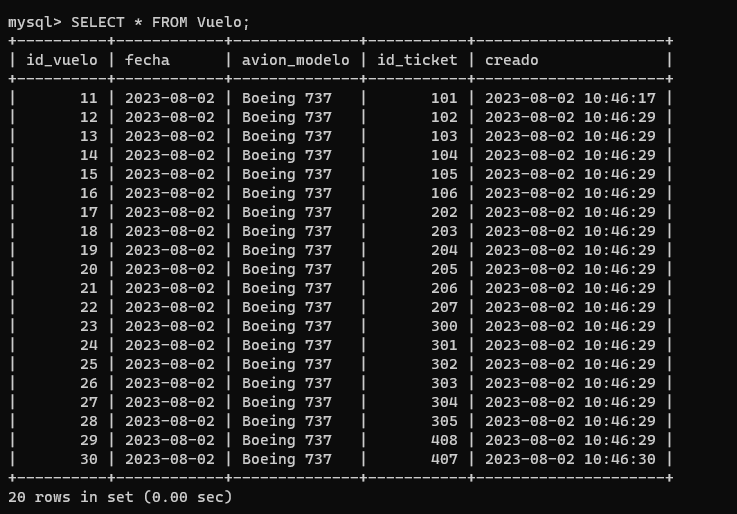 mysql> SELECT * FROM Vuelo;
+----------+------------+--------------+-----------+---------------------+
| id_vuelo | fecha      | avion_modelo | id_ticket | creado              |
+----------+------------+--------------+-----------+---------------------+
|       11 | 2023-08-02 | Boeing 737   |       101 | 2023-08-02 10:46:17 |
|       12 | 2023-08-02 | Boeing 737   |       102 | 2023-08-02 10:46:29 |
|       13 | 2023-08-02 | Boeing 737   |       103 | 2023-08-02 10:46:29 |
|       14 | 2023-08-02 | Boeing 737   |       104 | 2023-08-02 10:46:29 |
|       15 | 2023-08-02 | Boeing 737   |       105 | 2023-08-02 10:46:29 |
|       16 | 2023-08-02 | Boeing 737   |       106 | 2023-08-02 10:46:29 |
|       17 | 2023-08-02 | Boeing 737   |       202 | 2023-08-02 10:46:29 |
|       18 | 2023-08-02 | Boeing 737   |       203 | 2023-08-02 10:46:29 |
|       19 | 2023-08-02 | Boeing 737   |       204 | 2023-08-02 10:46:29 |
|       20 | 2023-08-02 | Boeing 737   |       205 | 2023-08-02 10:46:29 |
|       21 | 2023-08-02 | Boeing 737   |       206 | 2023-08-02 10:46:29 |
|       22 | 2023-08-02 | Boeing 737   |       207 | 2023-08-02 10:46:29 |
|       23 | 2023-08-02 | Boeing 737   |       300 | 2023-08-02 10:46:29 |
|       24 | 2023-08-02 | Boeing 737   |       301 | 2023-08-02 10:46:29 |
|       25 | 2023-08-02 | Boeing 737   |       302 | 2023-08-02 10:46:29 |
|       26 | 2023-08-02 | Boeing 737   |       303 | 2023-08-02 10:46:29 |
|       27 | 2023-08-02 | Boeing 737   |       304 | 2023-08-02 10:46:29 |
|       28 | 2023-08-02 | Boeing 737   |       305 | 2023-08-02 10:46:29 |
|       29 | 2023-08-02 | Boeing 737   |       408 | 2023-08-02 10:46:29 |
|       30 | 2023-08-02 | Boeing 737   |       407 | 2023-08-02 10:46:30 |
+----------+------------+--------------+-----------+---------------------+
20 rows in set (0.00 sec)